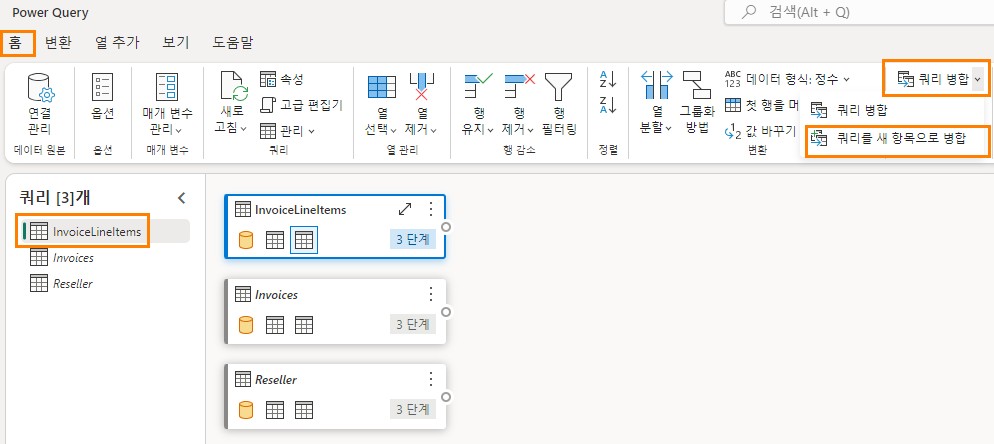 Power Query
검색(Alt + Q)
홈 변환 열 추가 보기 도움말
연결 관리
데이터 원본
옵션
옵션
매개 변수 관리
매개 변수
새로 고침
속성
고급 편집기
관리
쿼리
열 선택
열 제거
열 관리
행 유지
행 제거
행 필터링
행 감소
정렬
열 분할
그룹화 방법
데이터 형식: 정수
첫 행을 머
값 바꾸기
변환
쿼리 병합
쿼리 병합
쿼리를 새 항목으로 병합
쿼리 [3]개
InvoiceLineItems
Invoices
Reseller
InvoiceLineItems
3 단계
Invoices
3 단계
Reseller
3 단계